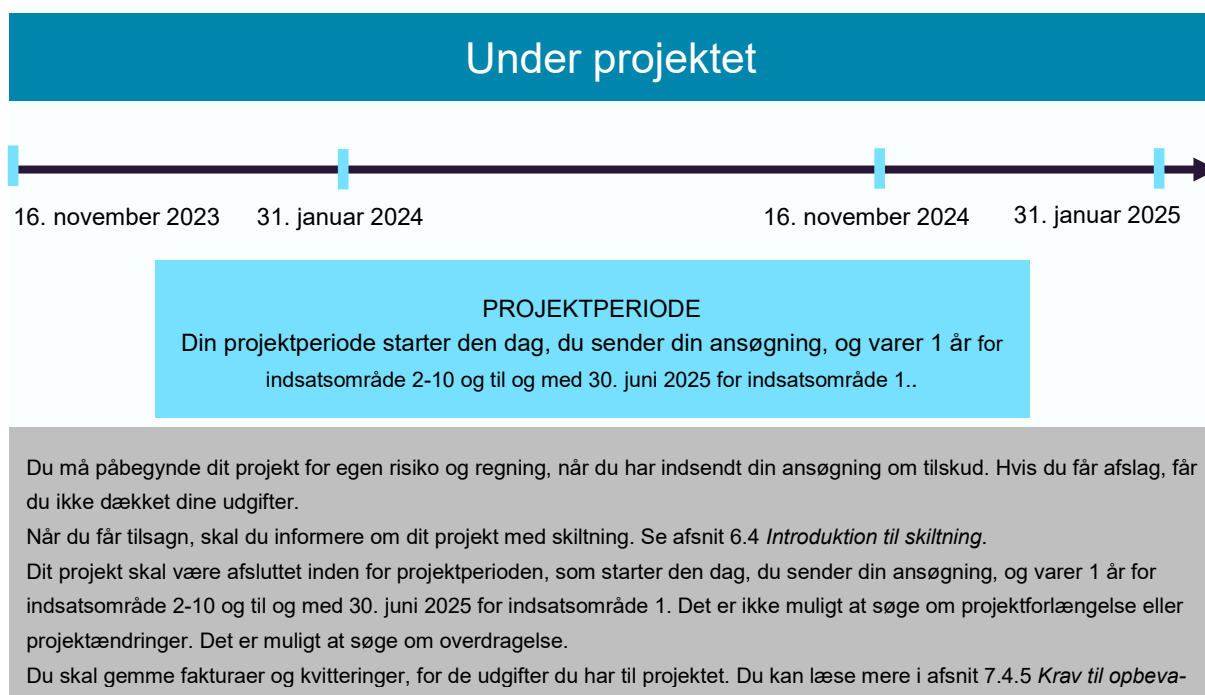 Under projektet
16. november 2023 31. januar 2024 16. november 2024 31. januar 2025
PROJEKTPERIODE
Din projektperiode starter den dag, du sender din ansøgning, og varer 1 år for
indsatsområde 2-10 og til og med 30. juni 2025 for indsatsområde 1..
Du må påbegynde dit projekt for egen risiko og regning, når du har indsendt din ansøgning om tilskud. Hvis du får afslag, får
du ikke dækket dine udgifter.
Når du får tilsagn, skal du informere om dit projekt med skiltning. Se afsnit 6.4 Introduktion til skiltning.
Dit projekt skal være afsluttet inden for projektperioden, som starter den dag, du sender din ansøgning, og varer 1 år for
indsatsområde 2-10 og til og med 30. juni 2025 for indsatsområde 1. Det er ikke muligt at søge om projektforlængelse eller
projektændringer. Det er muligt at søge om overdragelse.
Du skal gemme fakturaer og kvitteringer, for de udgifter du har til projektet. Du kan læse mere i afsnit 7.4.5 Krav til opbeva-